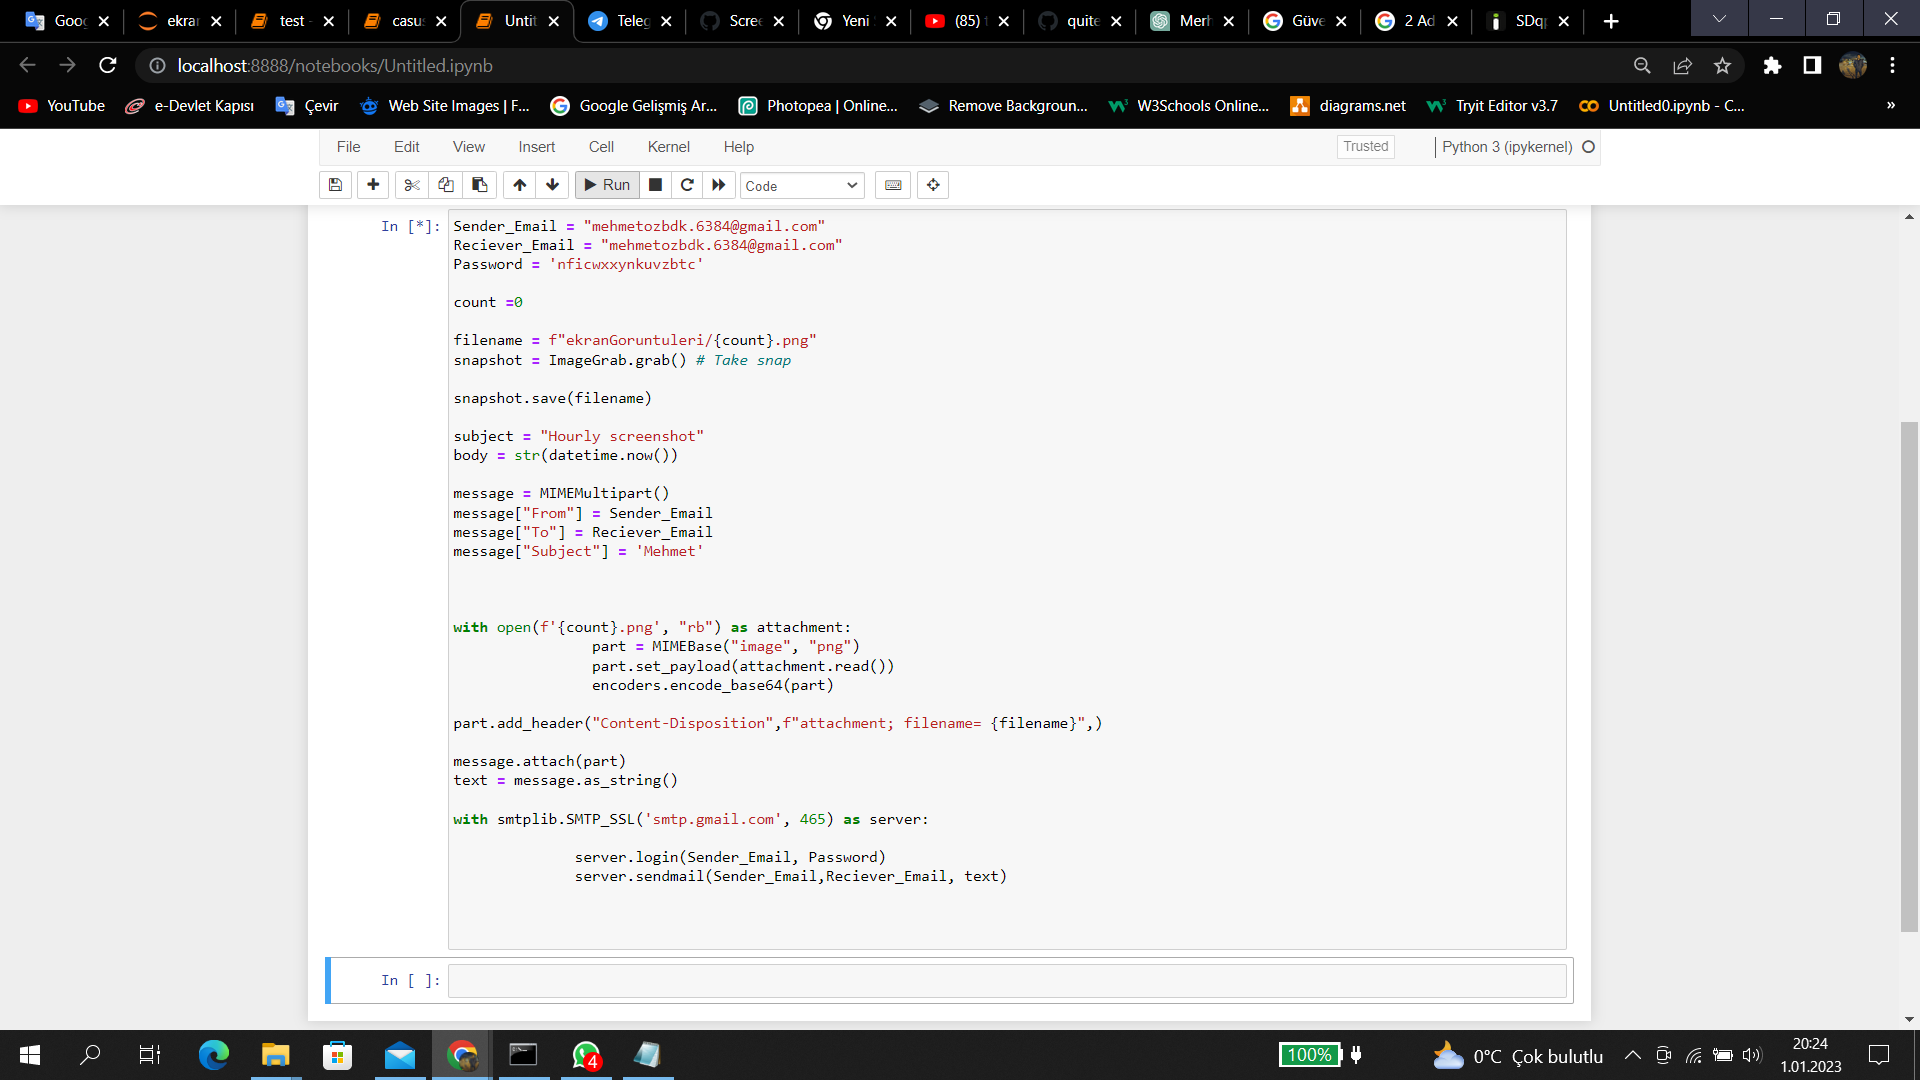 Goog
ekran
test -
casus
Untit
Teleg
Scree
Yeni S
(85) t
quite
Merh
Güve
2 Ad
SDqp
localhost:8888/notebooks/Untitled.ipynb
YouTube
e-Devlet Kapısı
Çevir
Web Site Images | F...
Google Gelişmiş Ar...
Photopea | Online...
Remove Backgroun...
W3Schools Online...
diagrams.net
Tryit Editor v3.7
Untitled0.ipynb - C...
»
File Edit View Insert Cell Kernel Help
Trusted
Python 3 (ipykernel)
Run
Code
In [*]:
Sender_Email = "mehmetozbdk.6384@gmail.com"
Reciever_Email = "mehmetozbdk.6384@gmail.com"
Password = 'nficwxxynkuvzbtc'
count =0
filename = f"ekranGoruntuleri/{count}.png"
snapshot = ImageGrab.grab() # Take snap
snapshot.save(filename)
subject = "Hourly screenshot"
body = str(datetime.now())
message = MIMEMultipart()
message["From"] = Sender_Email
message["To"] = Reciever_Email
message["Subject"] = 'Mehmet'
with open(f'{count}.png', "rb") as attachment:
part = MIMEBase("image", "png")
part.set_payload(attachment.read())
encoders.encode_base64(part)
part.add_header("Content-Disposition",f"attachment; filename= {filename}",)
message.attach(part)
text = message.as_string()
with smtplib.SMTP_SSL('smtp.gmail.com', 465) as server:
server.login(Sender_Email, Password)
server.sendmail(Sender_Email,Reciever_Email, text)
In [ ]:
4
100%
0°C Çok bulutlu
20:24
1.01.2023